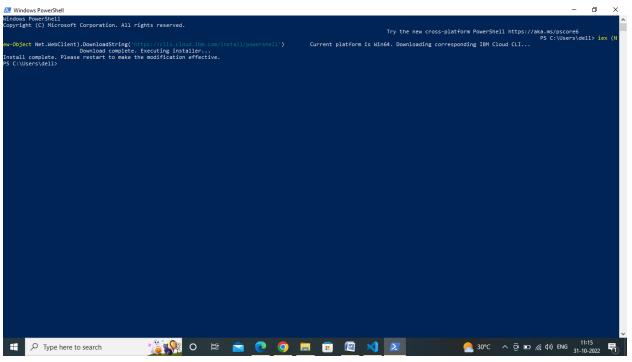 Windows PowerShell
Windows PowerShell
Copyright (C) Microsoft Corporation. All rights reserved.
Try the new cross-platform PowerShell https://aka.ms/pscore6
PS C:\Users\dell> iex (N
ew-Object Net.WebClient).DownloadString('https://clis.cloud.ibm.com/install/powershell') Current platform is Win64. Downloading corresponding IBM Cloud CLI...
Download complete. Executing installer...
Install complete. Please restart to make the modification effective.
PS C:\Users\dell>
Type here to search
30°C
ENG
11:15
31-10-2022